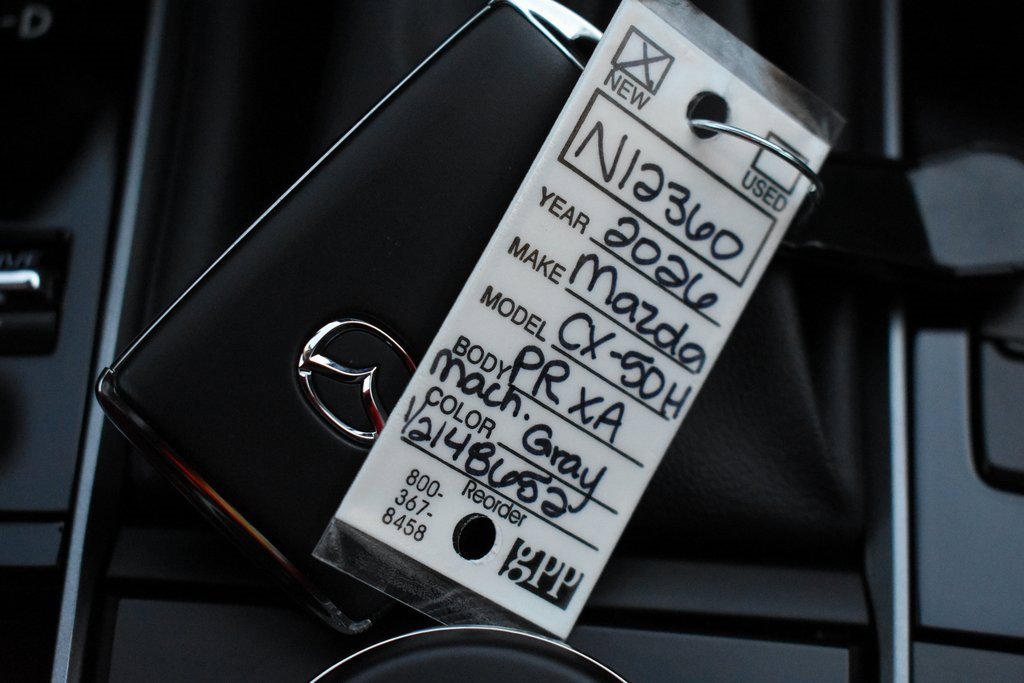 -D
X
NEW
USED
N12360
YEAR 2026
MAKE Mazda
MODEL CX-50H
BODY PR XA
COLOR Mach. Gray
Reorder
800-
367-
8458
gpp